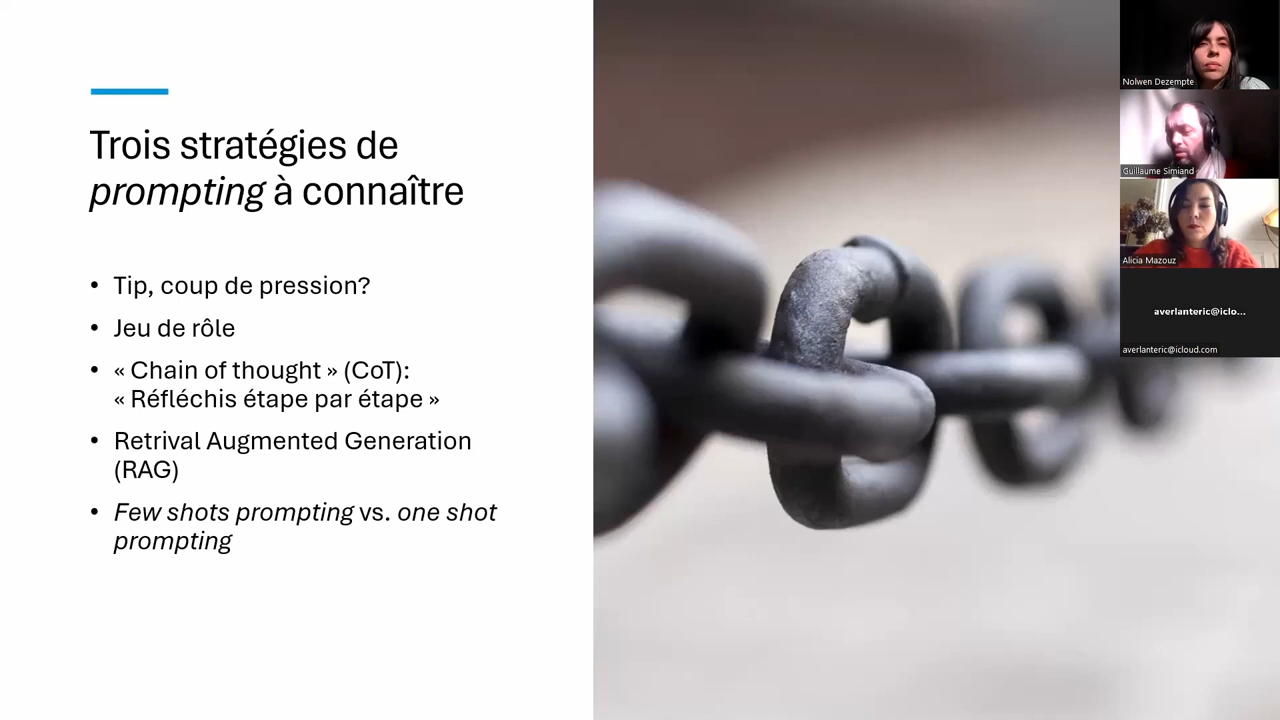 Trois stratégies de
prompting à connaître
• Tip, coup de pression?
• Jeu de rôle
• « Chain of thought » (CoT):
« Réfléchis étape par étape »
• Retrival Augmented Generation
(RAG)
• Few shots prompting vs. one shot
prompting
Nolwen Dezempte
Guillaume Simiand
Alicia Mazouz
averlanteric@iclo...
averlanteric@icloud.com